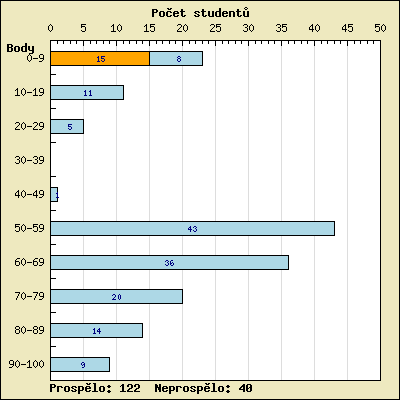 Počet studentů
0 5 10 15 20 25 30 35 40 45 50
Body
0-9 15 8
10-19 11
20-29 5
30-39
40-49 1
50-59 43
60-69 36
70-79 20
80-89 14
90-100 9
Prospělo: 122 Neprospělo: 40